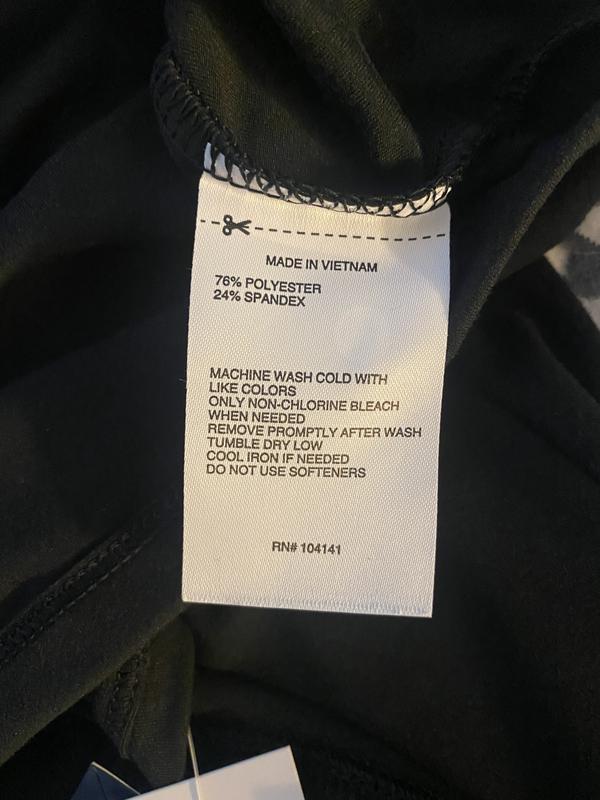 MADE IN VIETNAM
76% POLYESTER
24% SPANDEX
MACHINE WASH COLD WITH
LIKE COLORS
ONLY NON-CHLORINE BLEACH
WHEN NEEDED
REMOVE PROMPTLY AFTER WASH
TUMBLE DRY LOW
COOL IRON IF NEEDED
DO NOT USE SOFTENERS
RN# 104141